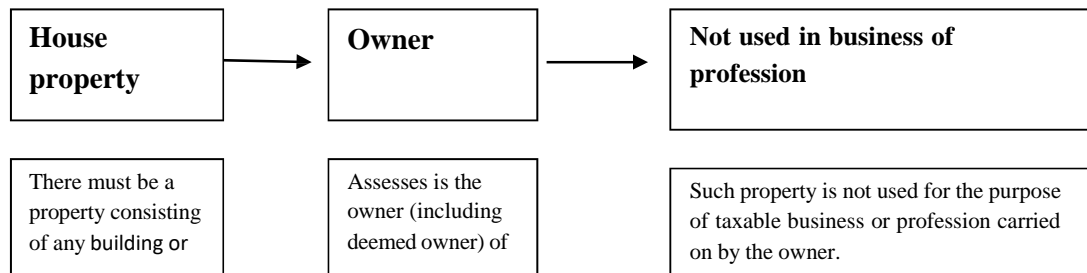 House
property
Owner
Not used in business of
profession
There must be a
property consisting
of any building or
Assesses is the
owner (including
deemed owner) of
Such property is not used for the purpose
of taxable business or profession carried
on by the owner.